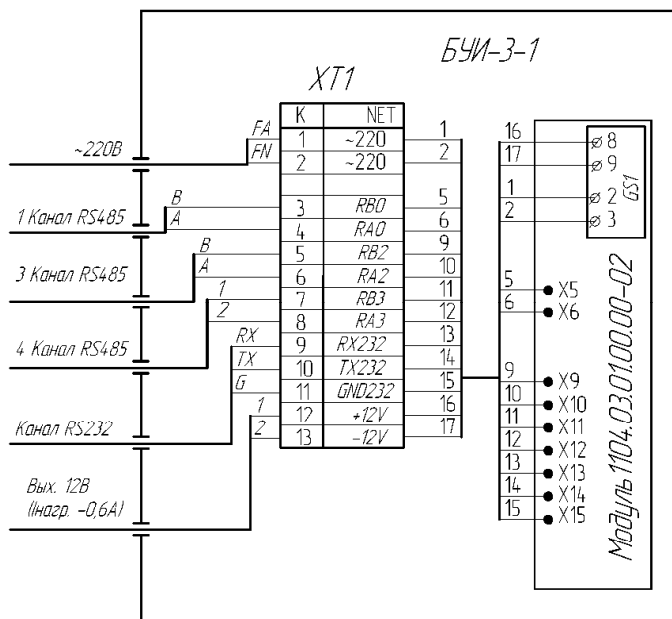 БУИ-3-1
XT1
K NET
~220В FA 1 ~220 1
FN 2 ~220 2
1 Канал RS485 B 3 RB0 5
A 4 RA0 6
3 Канал RS485 B 5 RB2 9
A 6 RA2 10
4 Канал RS485 1 7 RB3 11
2 8 RA3 12
Канал RS232 RX 9 RX232 13
TX 10 TX232 14
G 11 GND232 15
Вых. 12В 1 12 +12V 16
(Iнагр. -0,6А) 2 13 -12V 17
16 8
17 9
1 2
2 3
GS1
5 X5
6 X6
9 X9
10 X10
11 X11
12 X12
13 X13
14 X14
15 X15
Модуль 1104.03.01.00.00-02